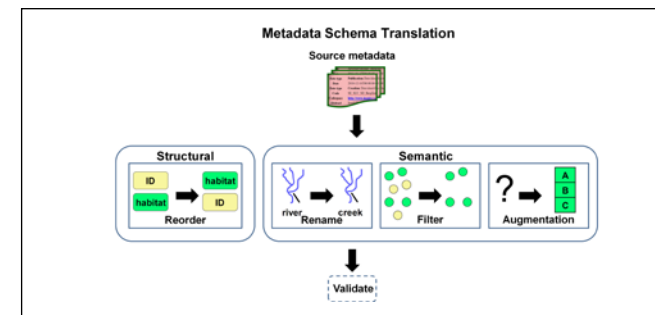 Metadata Schema Translation
Source metadata
Structural
Semantic
ID
habitat
habitat
ID
Reorder
river
creek
Rename
Filter
?
A
B
C
Augmentation
Validate